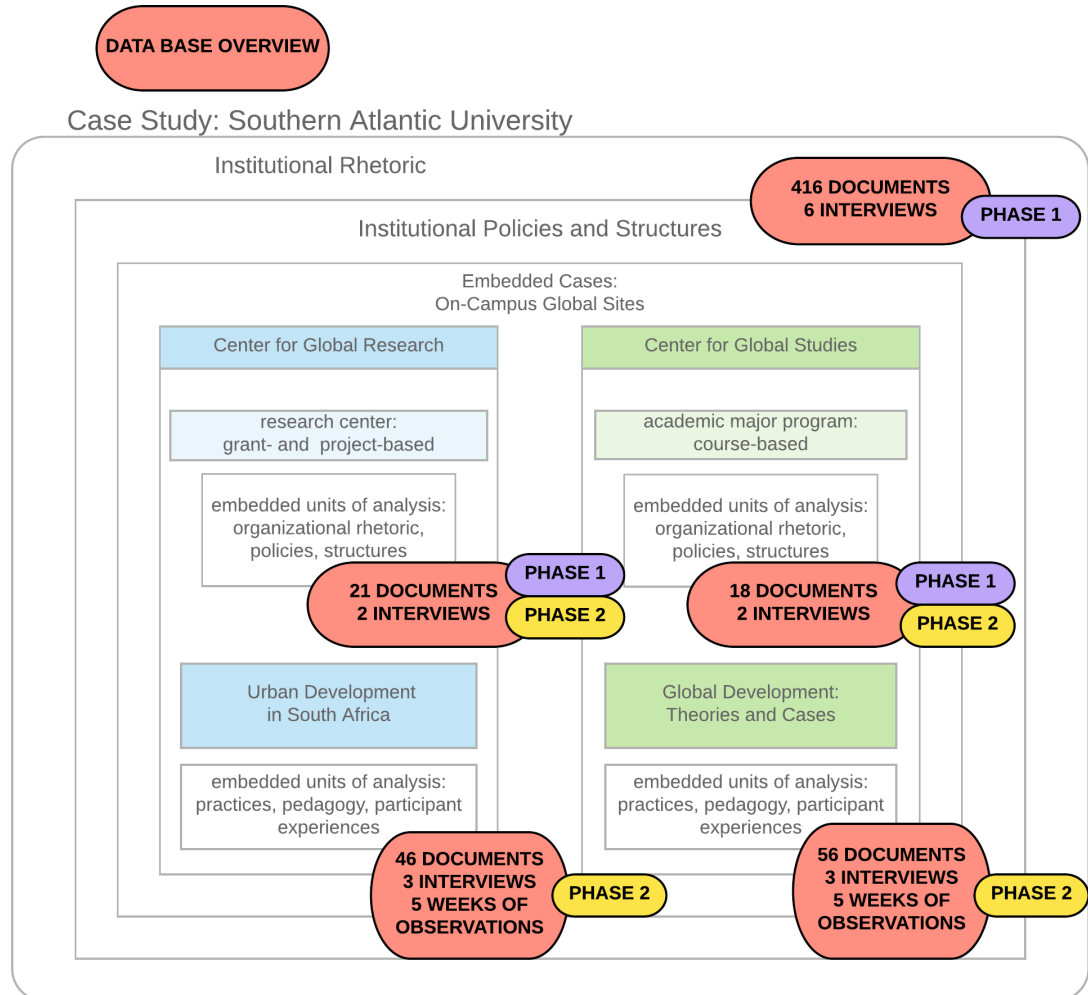 DATA BASE OVERVIEW
Case Study: Southern Atlantic University
Institutional Rhetoric
416 DOCUMENTS
6 INTERVIEWS
PHASE 1
Institutional Policies and Structures
Embedded Cases:
On-Campus Global Sites
Center for Global Research
research center:
grant- and  project-based
embedded units of analysis:
organizational rhetoric,
policies, structures
21 DOCUMENTS
2 INTERVIEWS
PHASE 1
PHASE 2
Urban Development
in South Africa
embedded units of analysis:
practices, pedagogy, participant
experiences
46 DOCUMENTS
3 INTERVIEWS
5 WEEKS OF
OBSERVATIONS
PHASE 2
Center for Global Studies
academic major program:
course-based
embedded units of analysis:
organizational rhetoric,
policies, structures
18 DOCUMENTS
2 INTERVIEWS
PHASE 1
PHASE 2
Global Development:
Theories and Cases
embedded units of analysis:
practices, pedagogy, participant
experiences
56 DOCUMENTS
3 INTERVIEWS
5 WEEKS OF
OBSERVATIONS
PHASE 2